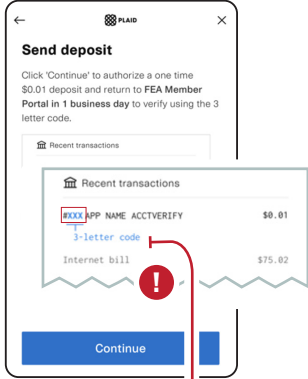 PLAID
Send deposit
Click 'Continue' to authorize a one time
$0.01 deposit and return to FEA Member
Portal in 1 business day to verify using the 3
letter code.
Recent transactions
Recent transactions
#XXX APP NAME ACCTVERIFY $0.01
3-letter code
Internet bill $75.02
!
Continue